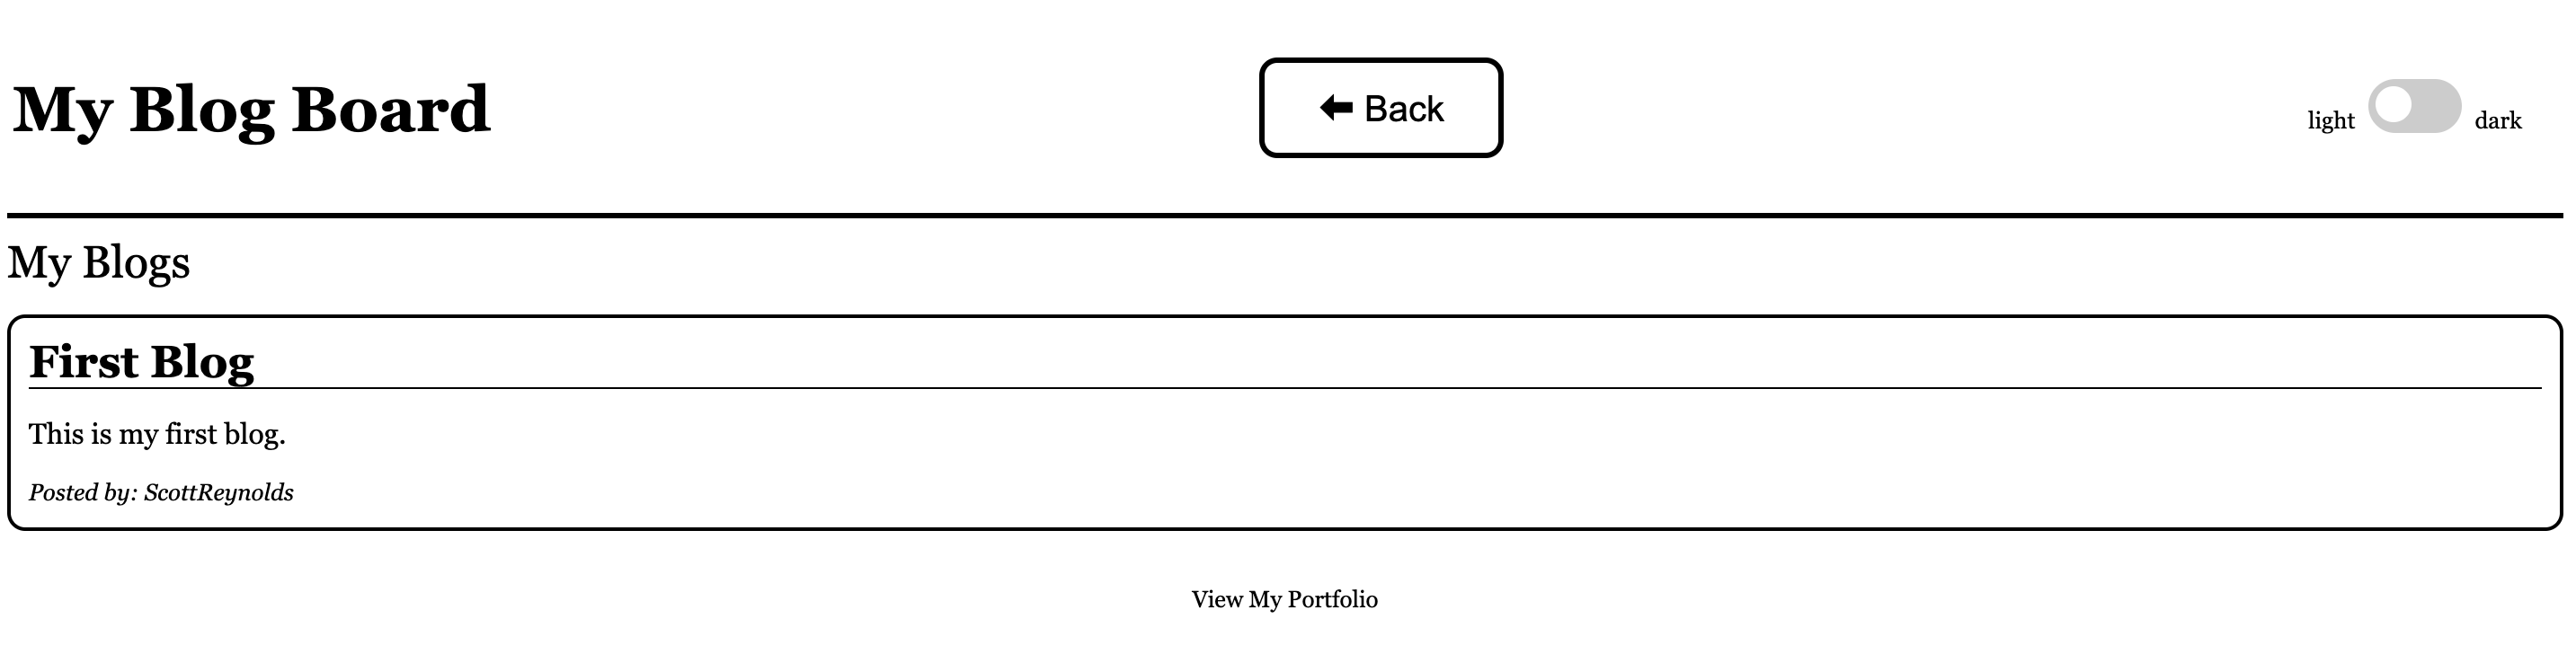 My Blog Board
⬅ Back
light dark
My Blogs
First Blog
This is my first blog.
Posted by: ScottReynolds
View My Portfolio